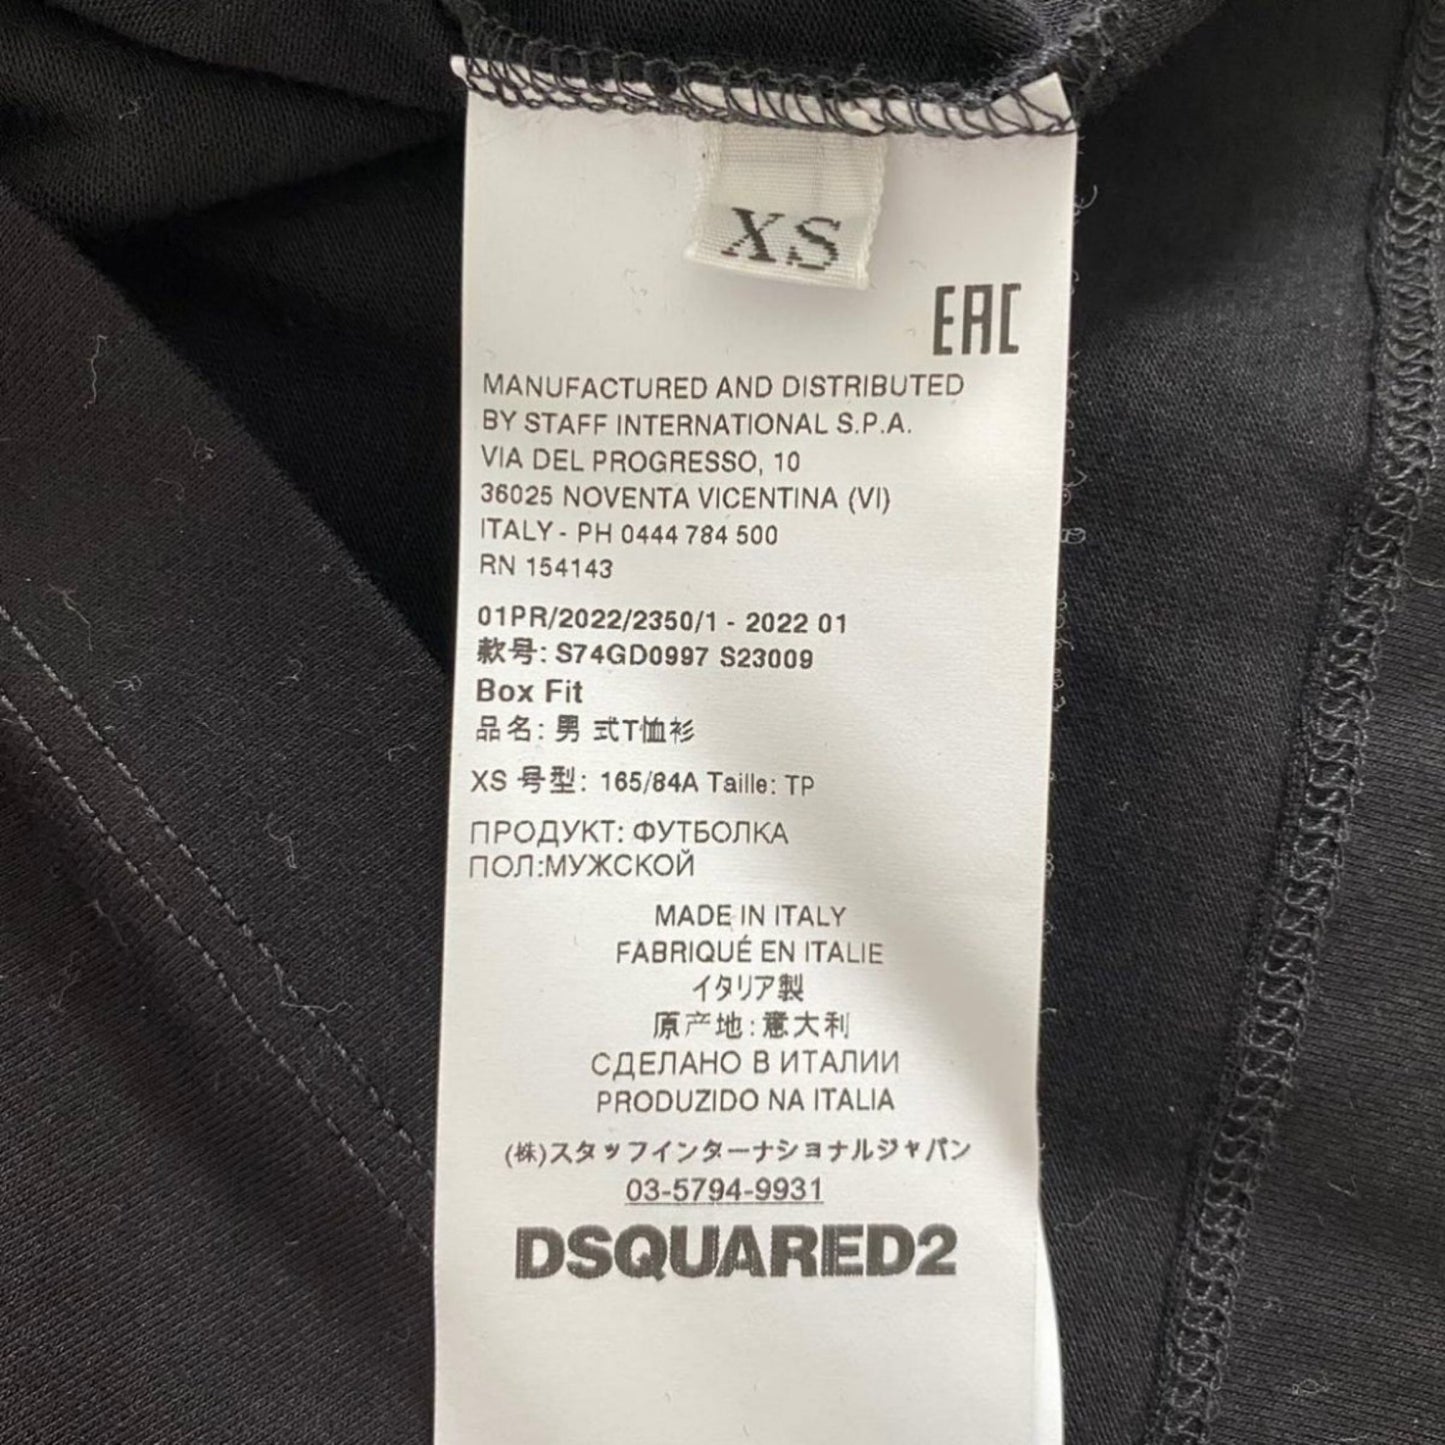 XS
EAC
MANUFACTURED AND DISTRIBUTED
BY STAFF INTERNATIONAL S.P.A.
VIA DEL PROGRESSO, 10
36025 NOVENTA VICENTINA (VI)
ITALY - PH 0444 784 500
RN 154143
01PR/2022/2350/1 - 2022 01
款号: S74GD0997 S23009
Box Fit
品名: 男 式T恤衫
XS 号型: 165/84A Taille: TP
ПРОДУКТ: ФУТБОЛКА
ПОЛ:МУЖСКОЙ
MADE IN ITALY
FABRIQUÉ EN ITALIE
イタリア製
原产地:意大利
СДЕЛАНО В ИТАЛИИ
PRODUZIDO NA ITALIA
(株)スタッフインターナショナルジャパン
03-5794-9931
DSQUARED2